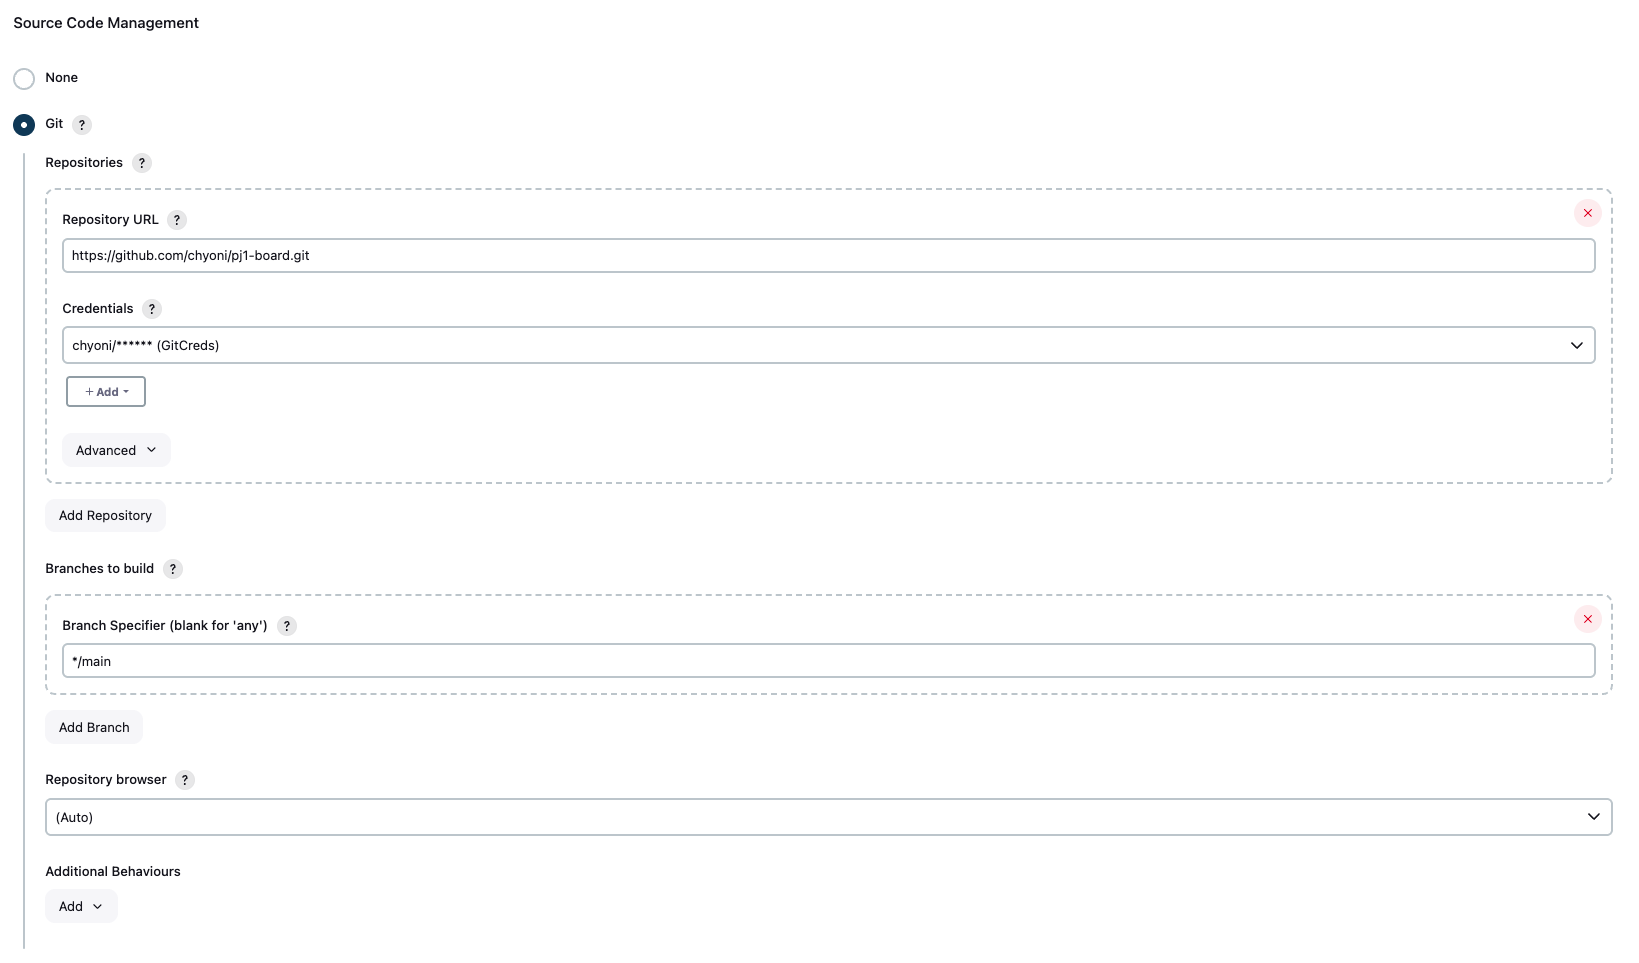 Source Code Management
None
Git ?
Repositories ?
Repository URL ?
https://github.com/chyoni/pj1-board.git
Credentials ?
chyoni/****** (GitCreds)
+ Add
Advanced
Add Repository
Branches to build ?
Branch Specifier (blank for 'any') ?
*/main
Add Branch
Repository browser ?
(Auto)
Additional Behaviours
Add